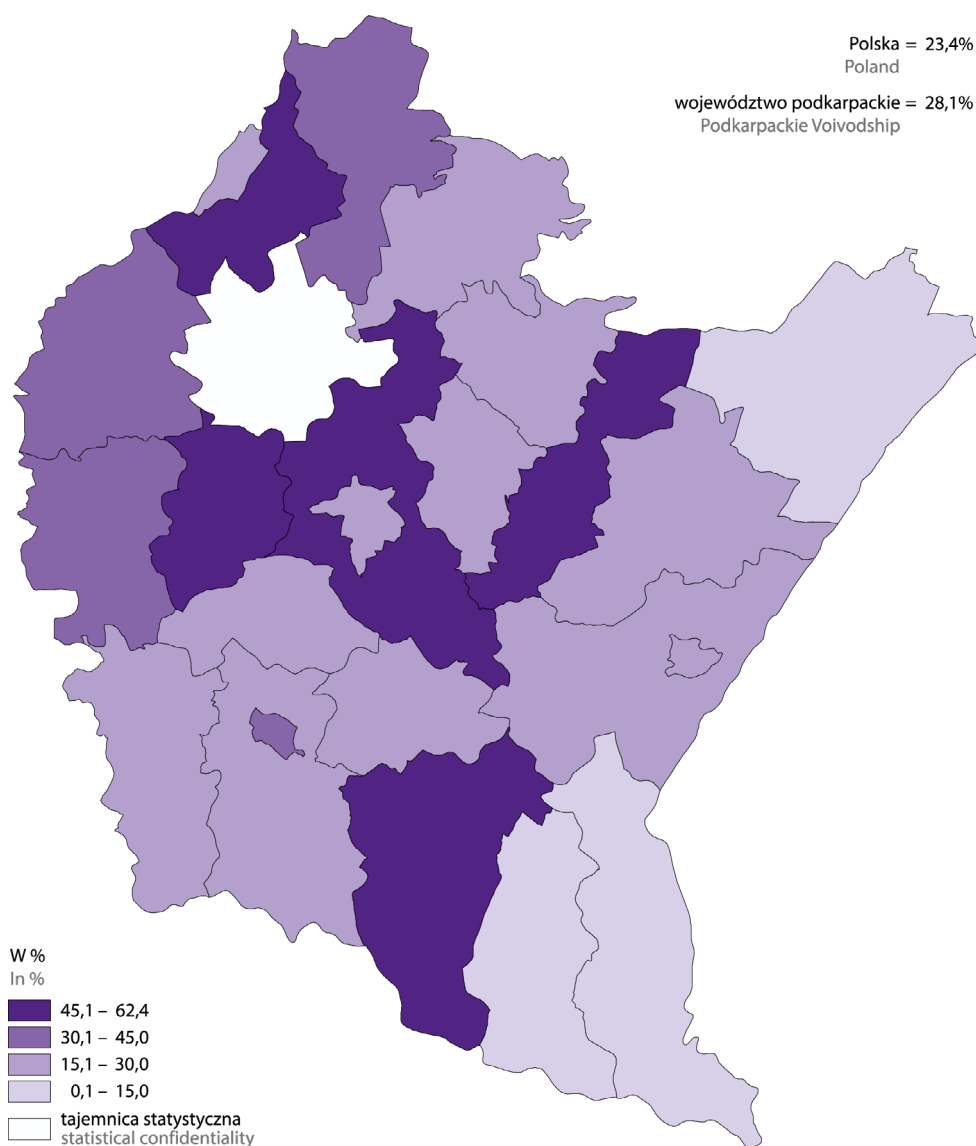 Polska = 23,4%
Poland
województwo podkarpackie = 28,1%
Podkarpackie Voivodship
W %
In %
45,1 – 62,4
30,1 – 45,0
15,1 – 30,0
0,1 – 15,0
tajemnica statystyczna
statistical confidentiality